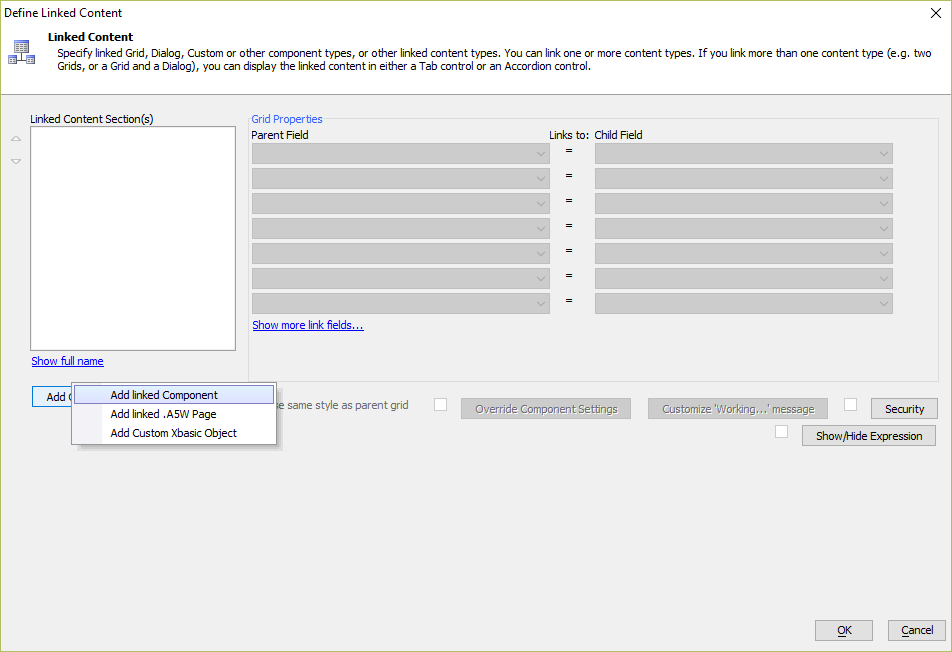 Define Linked Content
Linked Content
Specify linked Grid, Dialog, Custom or other component types, or other linked content types. You can link one or more content types. If you link more than one content type (e.g. two
Grids, or a Grid and a Dialog), you can display the linked content in either a Tab control or an Accordion control.
Linked Content Section(s)
Grid Properties
Parent Field Links to: Child Field
=
=
=
=
=
=
=
Show more link fields...
Show full name
Add
Add linked Component
Add linked .A5W Page
Add Custom Xbasic Object
same style as parent grid
Override Component Settings
Customize 'Working...' message
Security
Show/Hide Expression
OK
Cancel